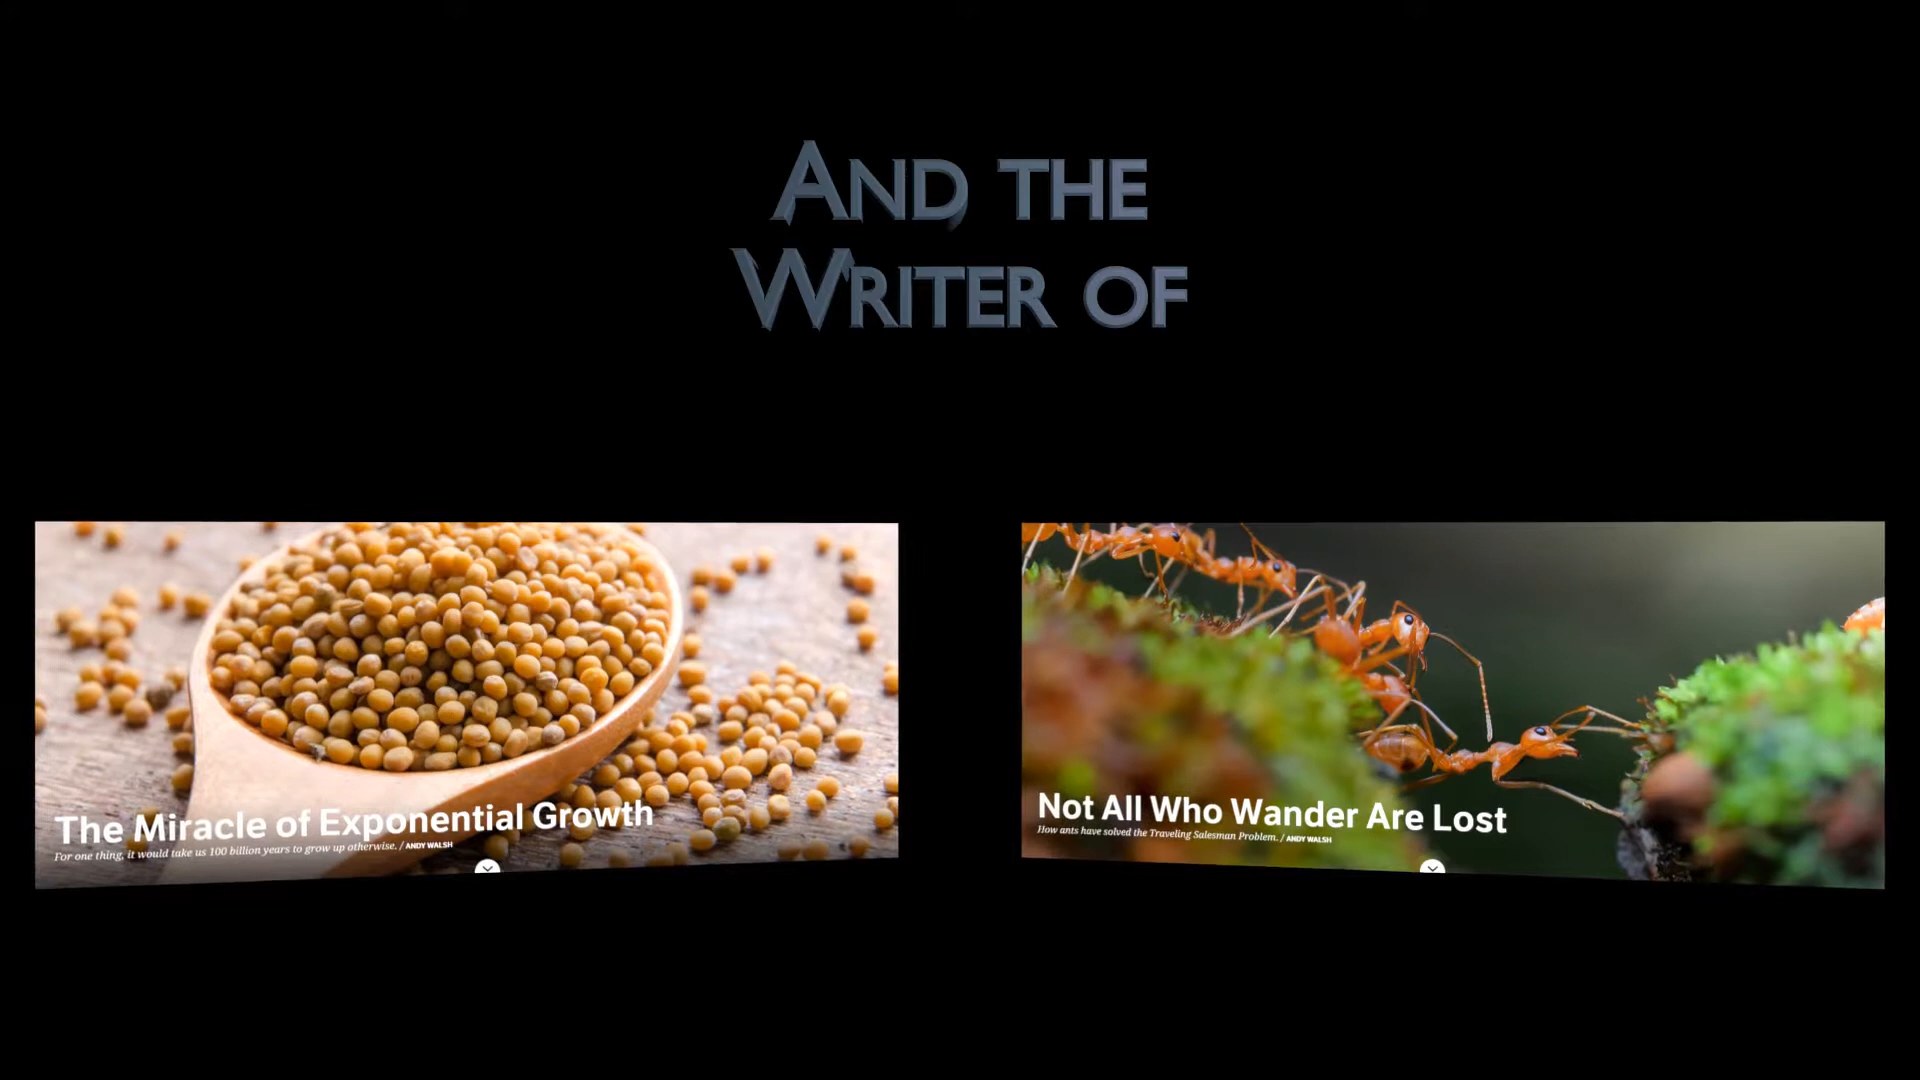 AND THE
WRITER OF
The Miracle of Exponential Growth
For one thing, it would take us 100 billion years to grow up otherwise. / ANDY WALSH
Not All Who Wander Are Lost
How ants have solved the Traveling Salesman Problem. / ANDY WALSH